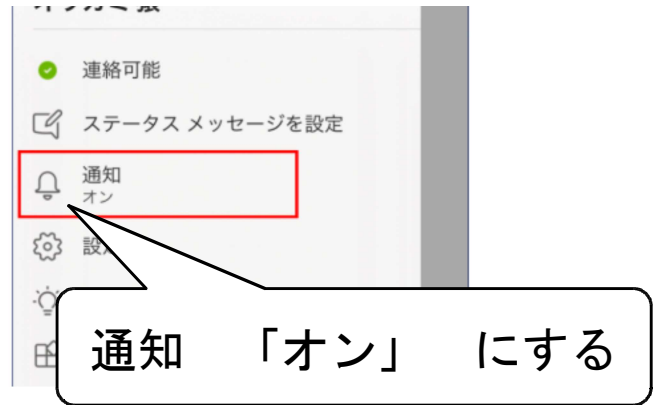 連絡可能
ステータス メッセージを設定
通知
オン
設
通知 「オン」 にする